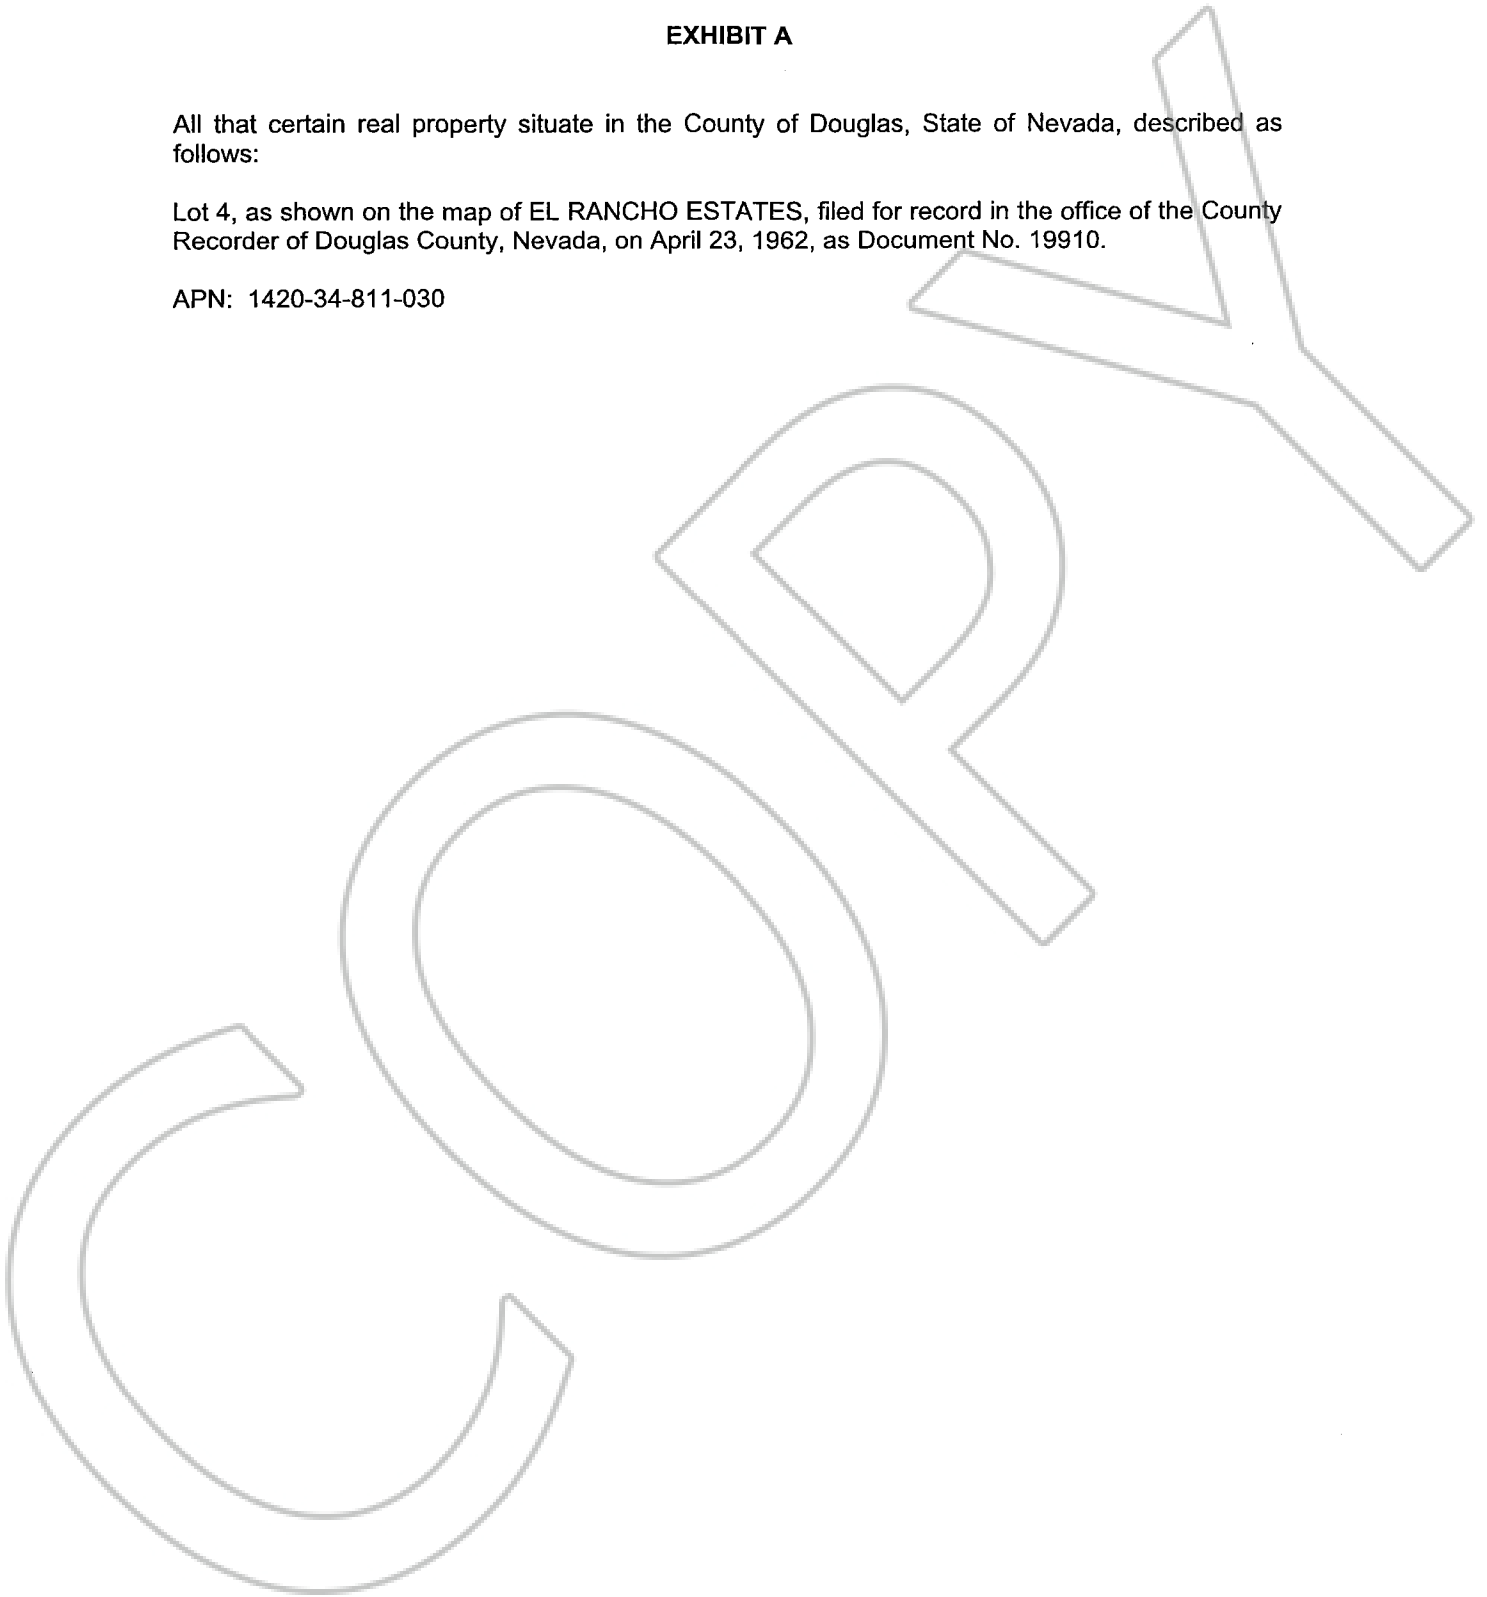 EXHIBIT A
All that certain real property situate in the County of Douglas, State of Nevada, described as
follows:
Lot 4, as shown on the map of EL RANCHO ESTATES, filed for record in the office of the County
Recorder of Douglas County, Nevada, on April 23, 1962, as Document No. 19910.
APN: 1420-34-811-030
COPY